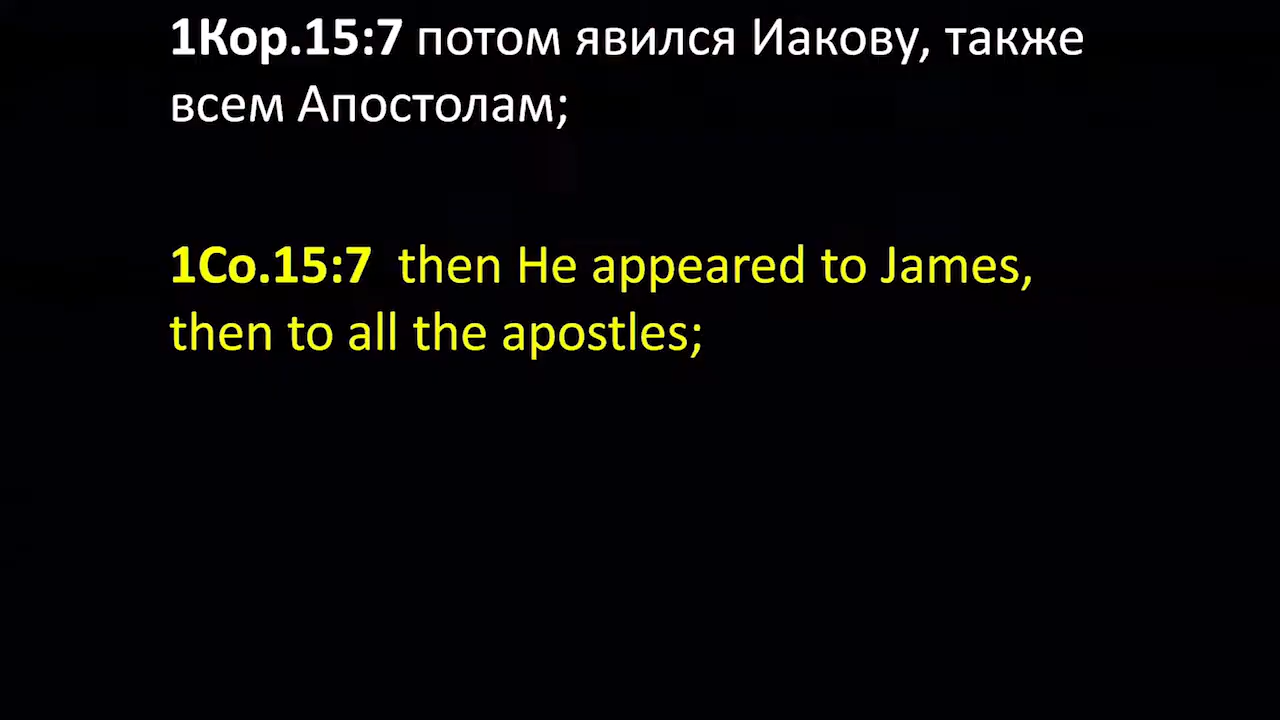 1Кор.15:7 потом явился Иакову, также
всем Апостолам;
1Co.15:7 then He appeared to James,
then to all the apostles;